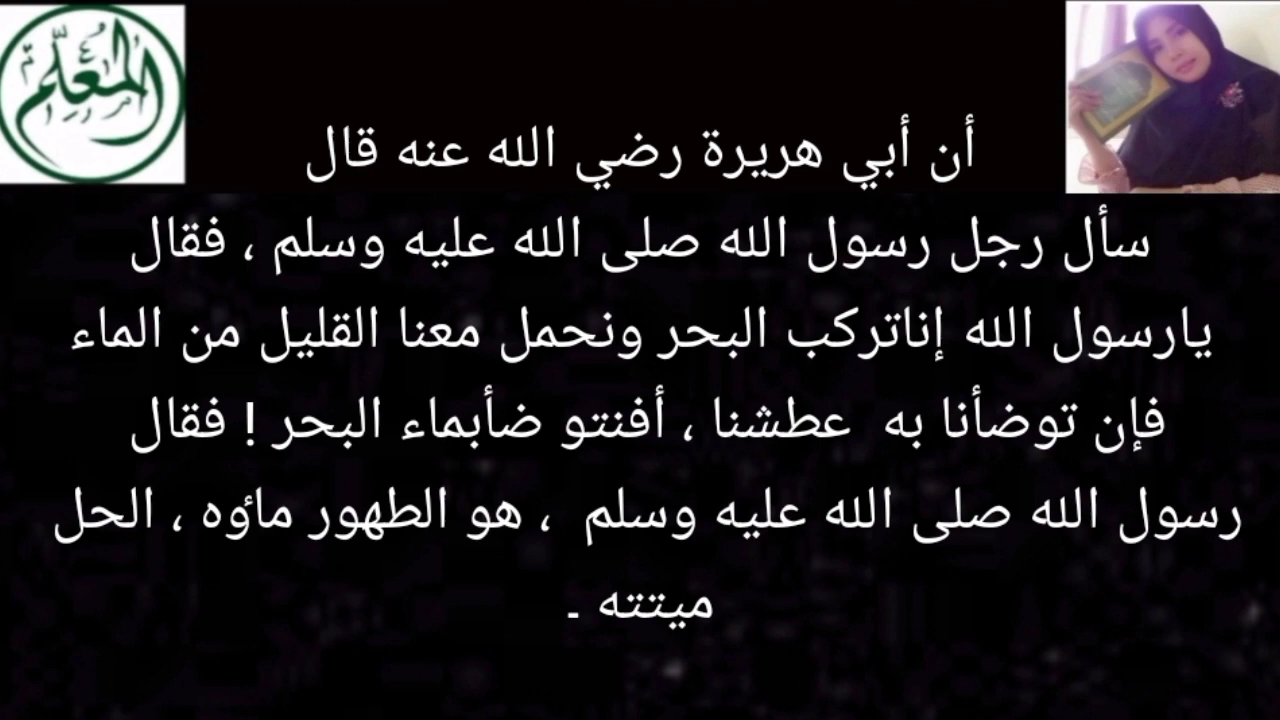 المعلم
أن أبي هريرة رضي الله عنه قال
سأل رجل رسول الله صلى الله عليه وسلم ، فقال
يارسول الله إناتركب البحر ونحمل معنا القليل من الماء
فإن توضأنا به عطشنا ، أفنتو ضأبماء البحر ! فقال
رسول الله صلى الله عليه وسلم ، هو الطهور ماؤه ، الحل
ميتته ۔